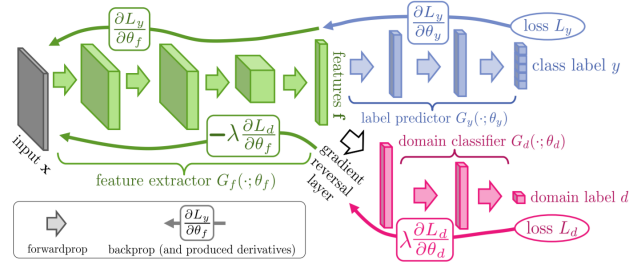 ∂L_y/∂θ_f
∂L_y/∂θ_y
loss L_y
features f
class label y
label predictor G_y(·; θ_y)
input x
−λ ∂L_d/∂θ_f
feature extractor G_f(·; θ_f)
gradient
reversal
layer
domain classifier G_d(·; θ_d)
domain label d
λ ∂L_d/∂θ_d
loss L_d
forwardprop
∂L_y/∂θ_f
backprop (and produced derivatives)